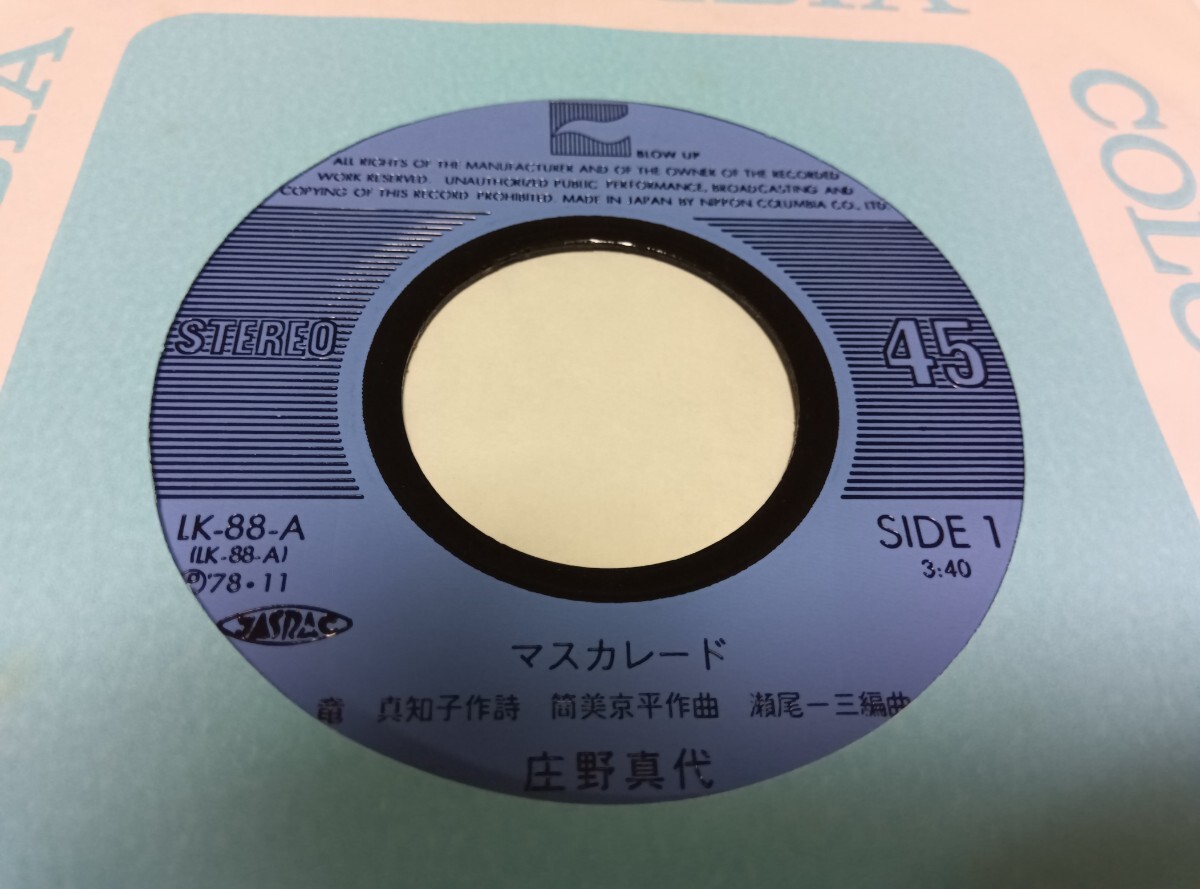 BLOW UP
ALL RIGHTS OF THE MANUFACTURER AND OF THE OWNER OF THE RECORDED
WORK RESERVED. UNAUTHORIZED PUBLIC PERFORMANCE, BROADCASTING AND
COPYING OF THIS RECORD PROHIBITED. MADE IN JAPAN BY NIPPON COLUMBIA CO., LTD.
STEREO
45
LK-88-A
(LK-88-A)
℗'78・11
JASRAC
SIDE 1
3:40
マスカレード
竜 真知子作詩 筒美京平作曲 瀬尾一三編曲
庄野真代